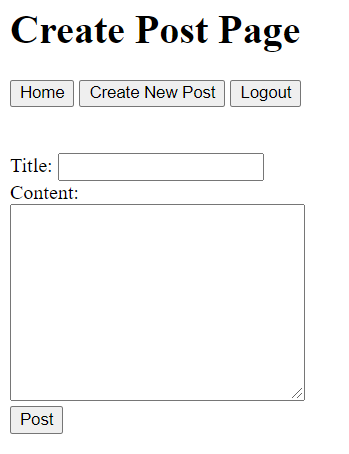 Create Post Page
Home Create New Post Logout
Title:
Content:
Post